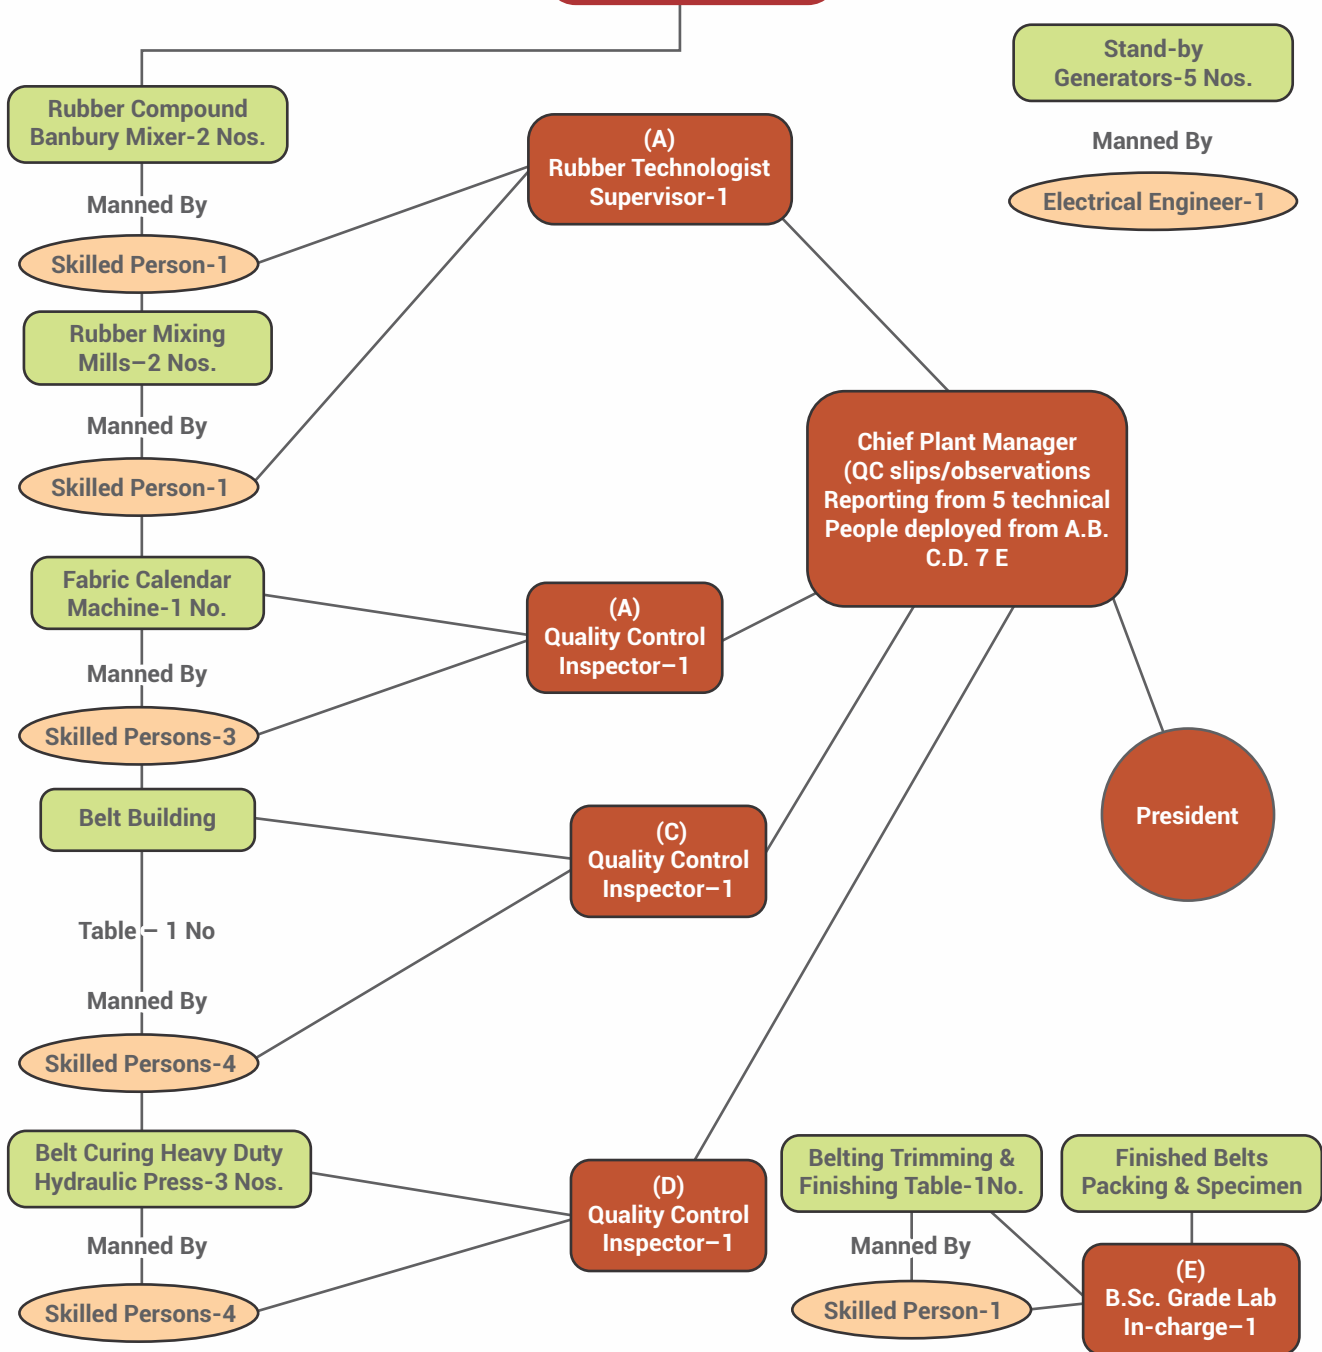 Stand-by
Generators-5 Nos.
Manned By
Electrical Engineer-1
Rubber Compound
Banbury Mixer-2 Nos.
Manned By
Skilled Person-1
Rubber Mixing
Mills–2 Nos.
Manned By
Skilled Person-1
Fabric Calendar
Machine-1 No.
Manned By
Skilled Persons-3
Belt Building
Table – 1 No
Manned By
Skilled Persons-4
Belt Curing Heavy Duty
Hydraulic Press-3 Nos.
Manned By
Skilled Persons-4
(A)
Rubber Technologist
Supervisor-1
(A)
Quality Control
Inspector–1
(C)
Quality Control
Inspector–1
(D)
Quality Control
Inspector–1
Chief Plant Manager
(QC slips/observations
Reporting from 5 technical
People deployed from A.B.
C.D. 7 E
President
Belting Trimming &
Finishing Table-1No.
Manned By
Skilled Person-1
Finished Belts
Packing & Specimen
(E)
B.Sc. Grade Lab
In-charge–1